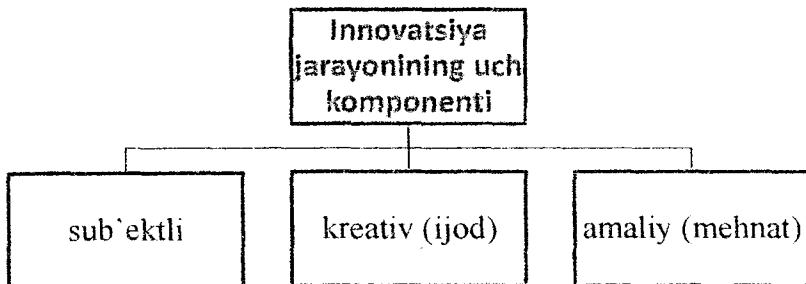 Innovatsiya
jarayonining uch
komponenti
sub`ektli
kreativ (ijod)
amaliy (mehnat)